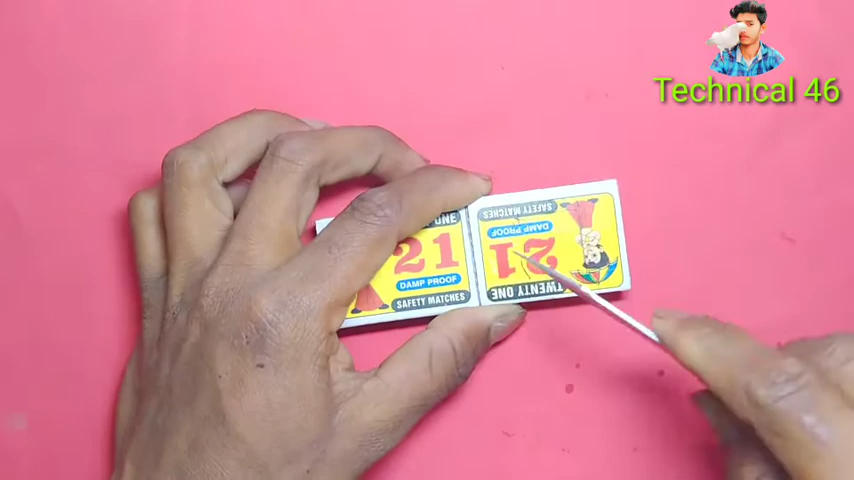 Technical 46
ONE
21
DAMP PROOF
SAFETY MATCHES
SAFETY MATCHES
DAMP PROOF
21
TWENTY ONE